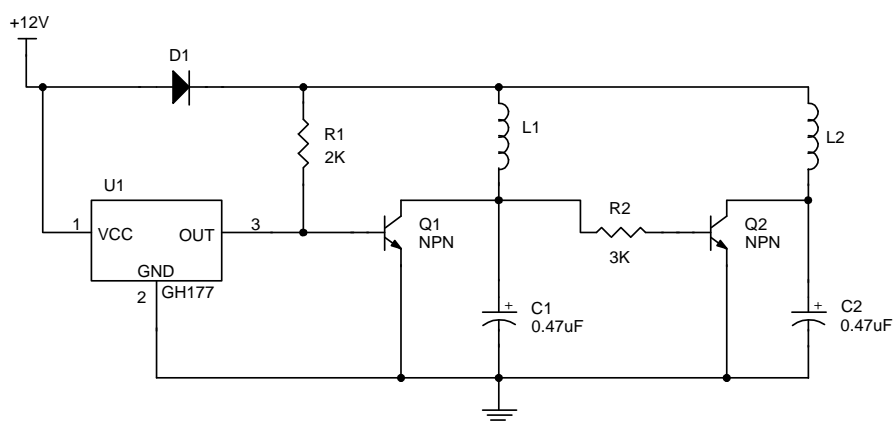 +12V
D1
R1
2K
L1
L2
U1
1
VCC
OUT
3
GND
2
GH177
Q1
NPN
R2
3K
Q2
NPN
+
C1
0.47uF
+
C2
0.47uF